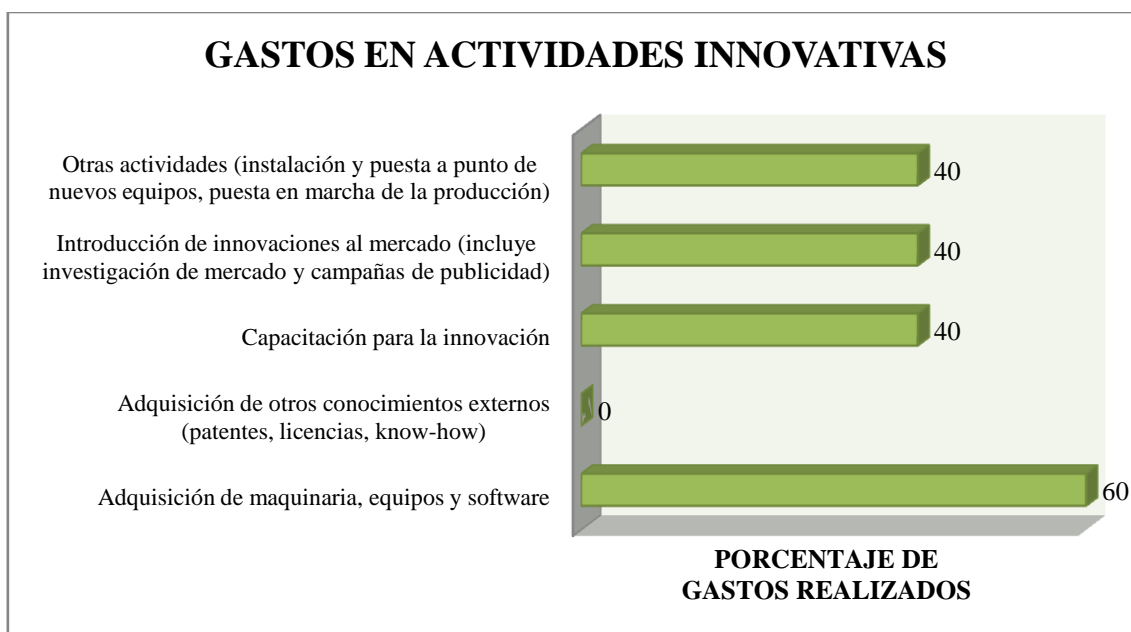 GASTOS EN ACTIVIDADES INNOVATIVAS
Otras actividades (instalación y puesta a punto de
nuevos equipos, puesta en marcha de la producción)
40
Introducción de innovaciones al mercado (incluye
investigación de mercado y campañas de publicidad)
40
Capacitación para la innovación
40
Adquisición de otros conocimientos externos
(patentes, licencias, know-how)
0
Adquisición de maquinaria, equipos y software
60
PORCENTAJE DE
GASTOS REALIZADOS